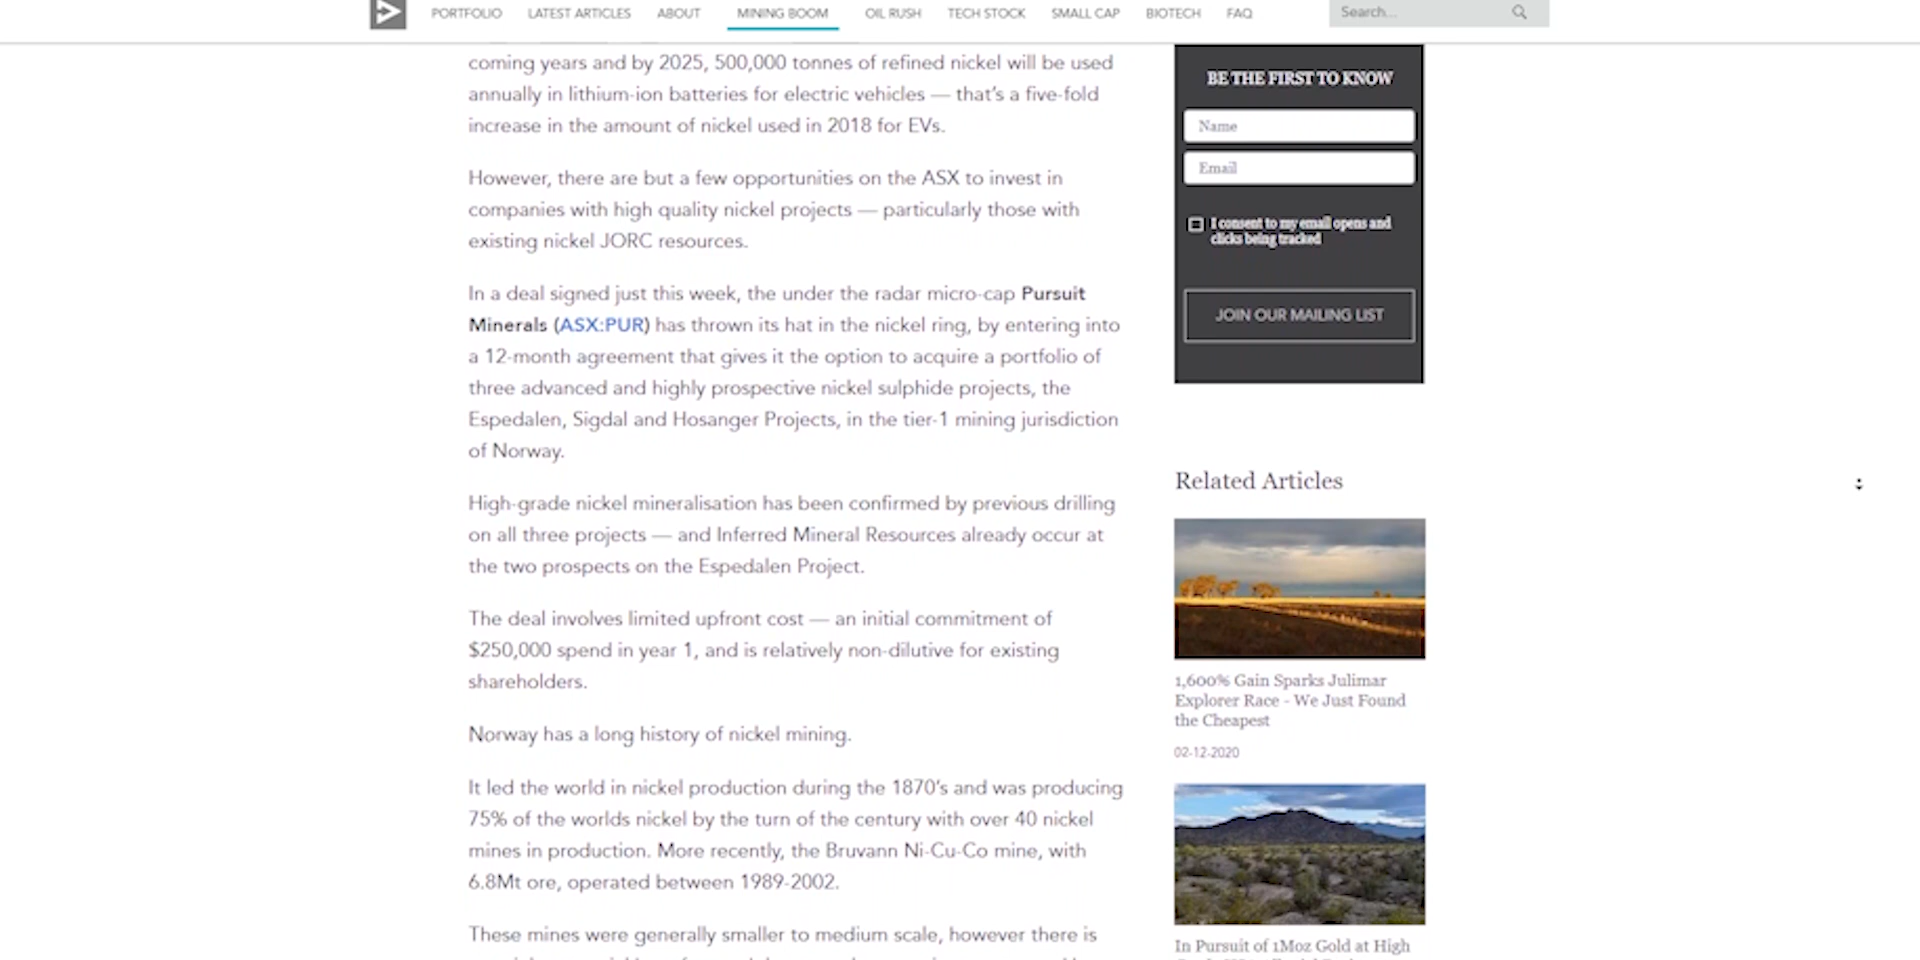 PORTFOLIO LATEST ARTICLES ABOUT MINING BOOM OIL RUSH TECH STOCK SMALL CAP BIOTECH FAQ Search...
coming years and by 2025, 500,000 tonnes of refined nickel will be used
annually in lithium-ion batteries for electric vehicles — that's a five-fold
increase in the amount of nickel used in 2018 for EVs.
However, there are but a few opportunities on the ASX to invest in
companies with high quality nickel projects — particularly those with
existing nickel JORC resources.
In a deal signed just this week, the under the radar micro-cap Pursuit
Minerals (ASX:PUR) has thrown its hat in the nickel ring, by entering into
a 12-month agreement that gives it the option to acquire a portfolio of
three advanced and highly prospective nickel sulphide projects, the
Espedalen, Sigdal and Hosanger Projects, in the tier-1 mining jurisdiction
of Norway.
High-grade nickel mineralisation has been confirmed by previous drilling
on all three projects — and Inferred Mineral Resources already occur at
the two prospects on the Espedalen Project.
The deal involves limited upfront cost — an initial commitment of
$250,000 spend in year 1, and is relatively non-dilutive for existing
shareholders.
Norway has a long history of nickel mining.
It led the world in nickel production during the 1870's and was producing
75% of the worlds nickel by the turn of the century with over 40 nickel
mines in production. More recently, the Bruvann Ni-Cu-Co mine, with
6.8Mt ore, operated between 1989-2002.
These mines were generally smaller to medium scale, however there is
BE THE FIRST TO KNOW
Name
Email
I consent to my email opens and
clicks being tracked
JOIN OUR MAILING LIST
Related Articles
1,600% Gain Sparks Julimar
Explorer Race - We Just Found
the Cheapest
02-12-2020
In Pursuit of 1Moz Gold at High